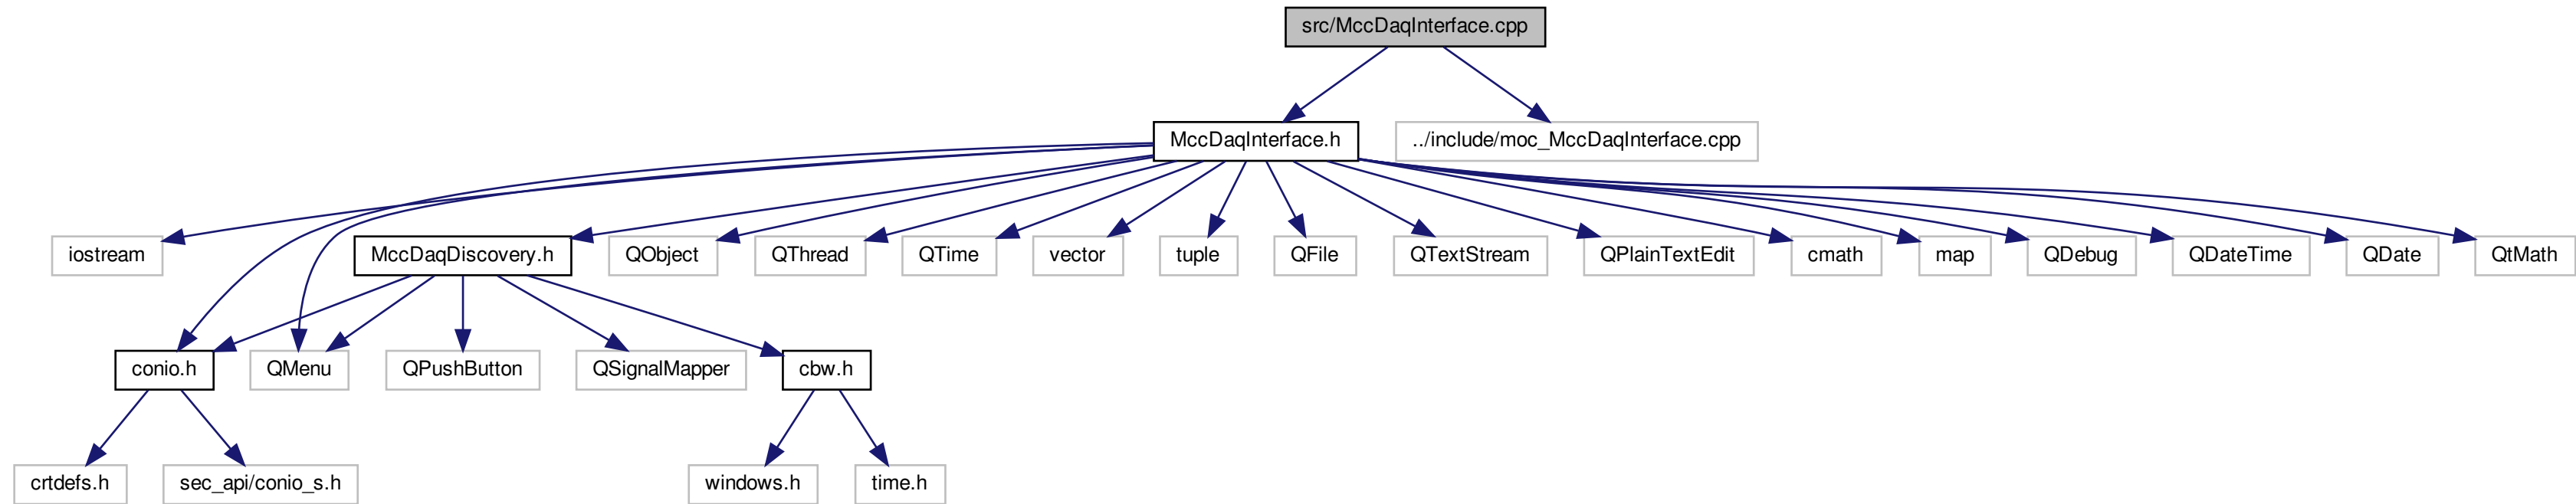 src/MccDaqInterface.cpp
MccDaqInterface.h
../include/moc_MccDaqInterface.cpp
iostream
MccDaqDiscovery.h
QObject
QThread
QTime
vector
tuple
QFile
QTextStream
QPlainTextEdit
cmath
map
QDebug
QDateTime
QDate
QtMath
conio.h
QMenu
QPushButton
QSignalMapper
cbw.h
crtdefs.h
sec_api/conio_s.h
windows.h
time.h